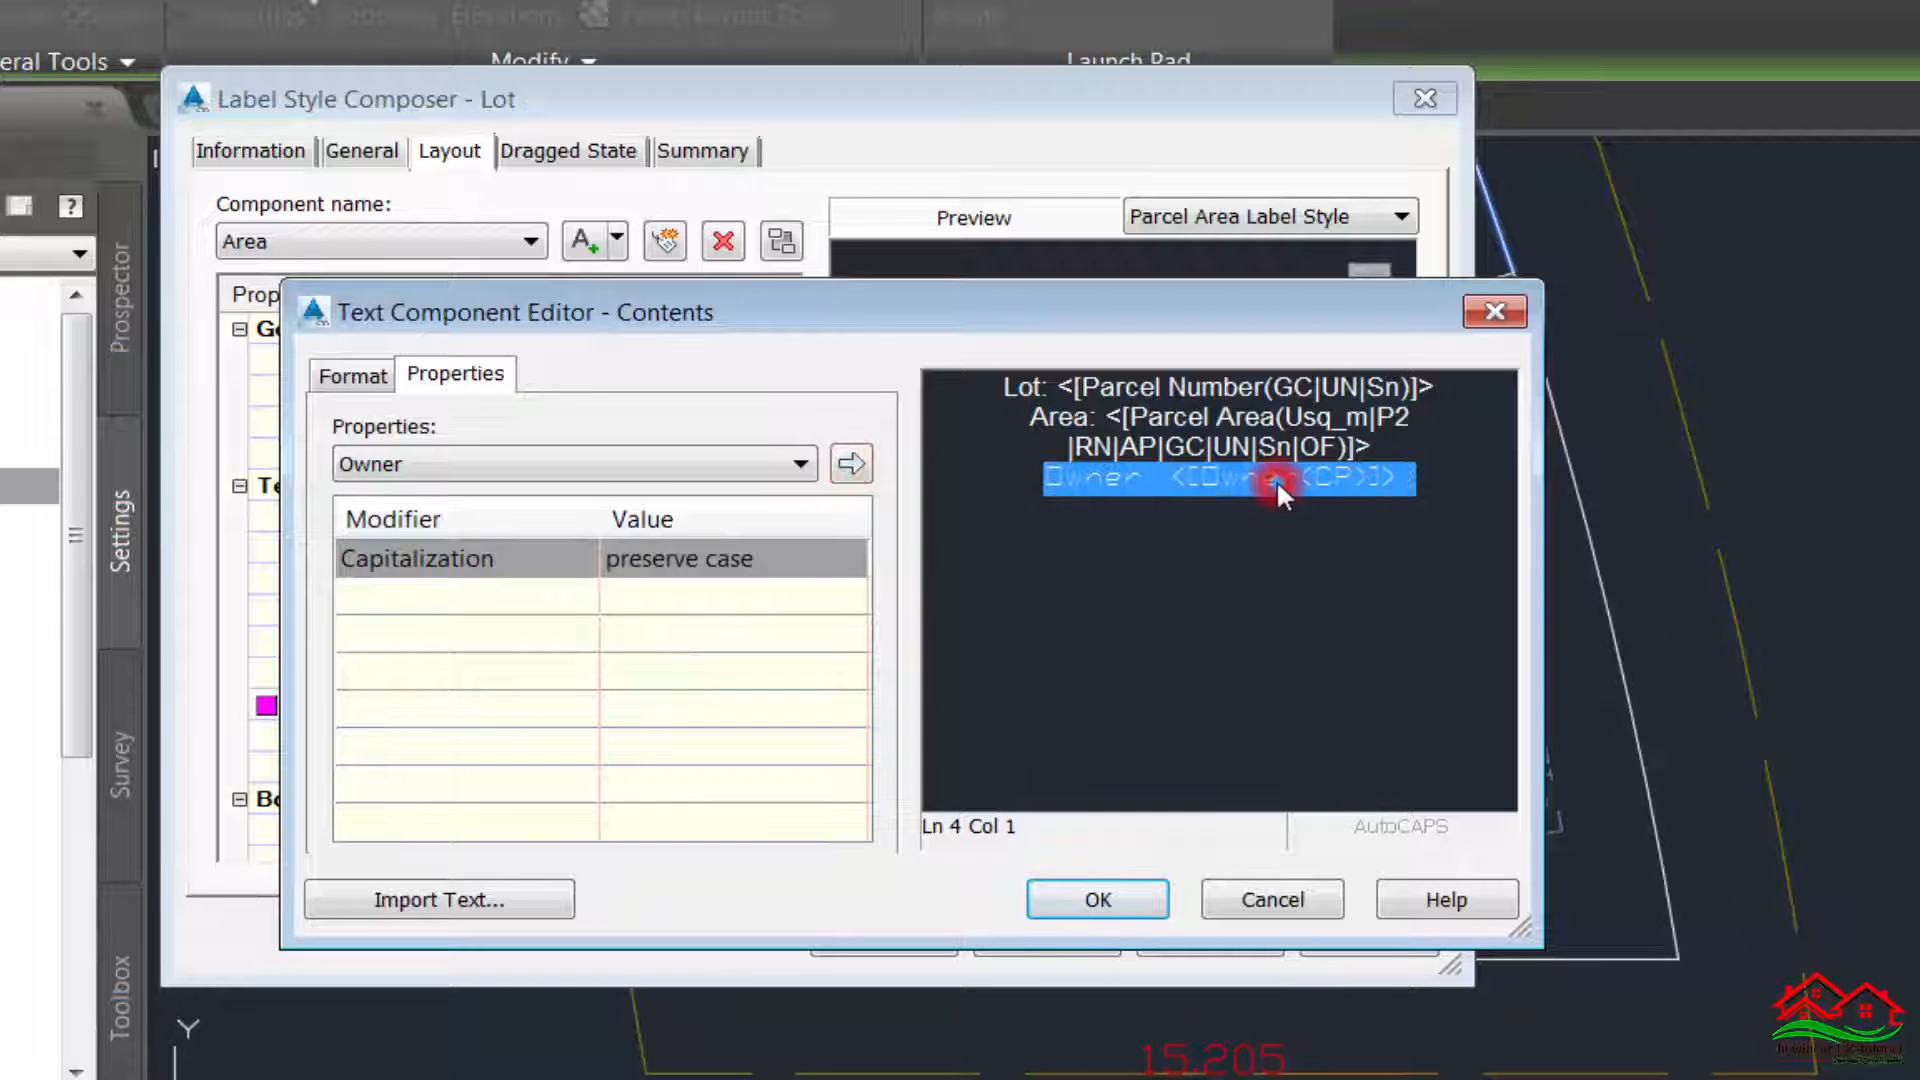 eral Tools
Modify
Launch Pad
Label Style Composer - Lot
Information
General
Layout
Dragged State
Summary
Component name:
Area
Preview
Parcel Area Label Style
Prop
Text Component Editor - Contents
Format
Properties
Properties:
Owner
Modifier
Value
Capitalization
preserve case
Lot: <[Parcel Number(GC|UN|Sn)]>
Area: <[Parcel Area(Usq_m|P2
|RN|AP|GC|UN|Sn|OF)]>
Owner <[Owner(CP)]>
Ln 4 Col 1
AutoCAPS
Import Text...
OK
Cancel
Help
Prospector
Settings
Survey
Toolbox
Y
15.205